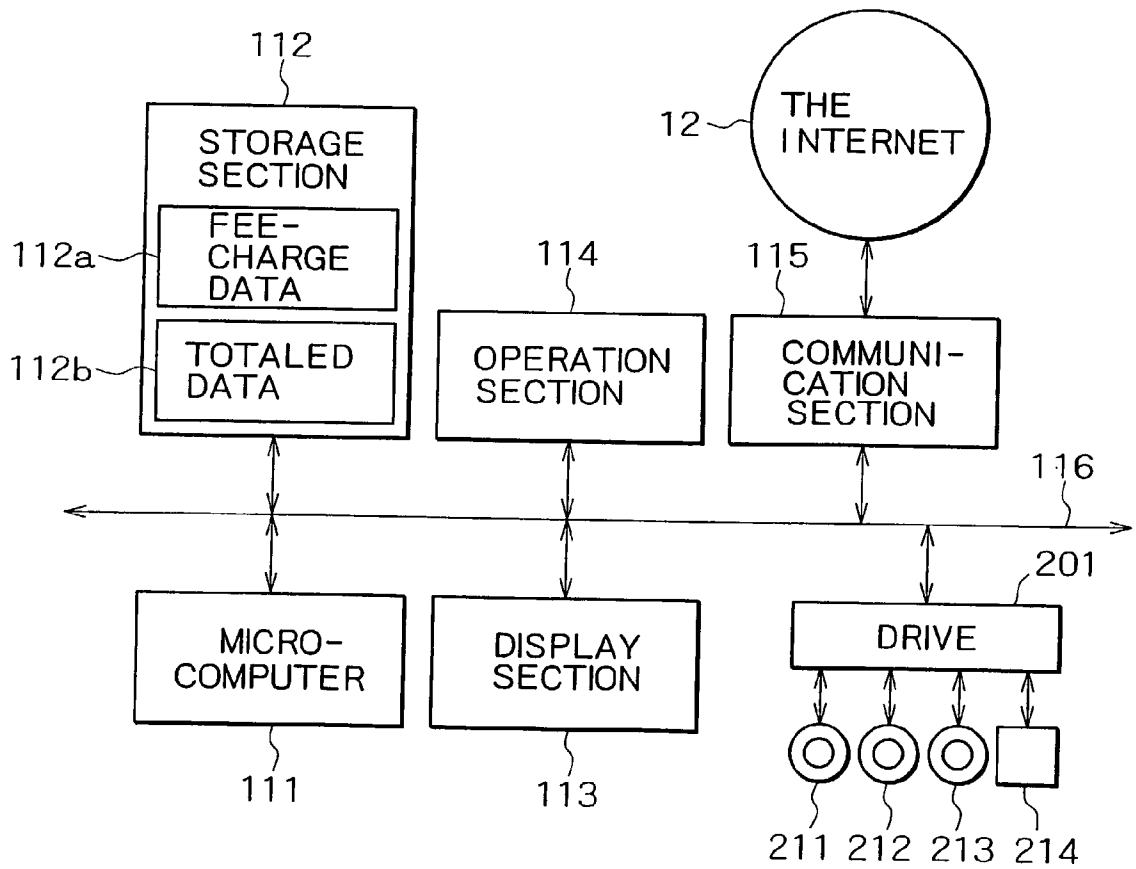 112
STORAGE
SECTION
112a
FEE-
CHARGE
DATA
112b
TOTALED
DATA
114
OPERATION
SECTION
12
THE
INTERNET
115
COMMUNI-
CATION
SECTION
116
MICRO-
COMPUTER
111
DISPLAY
SECTION
113
201
DRIVE
211
212
213
214